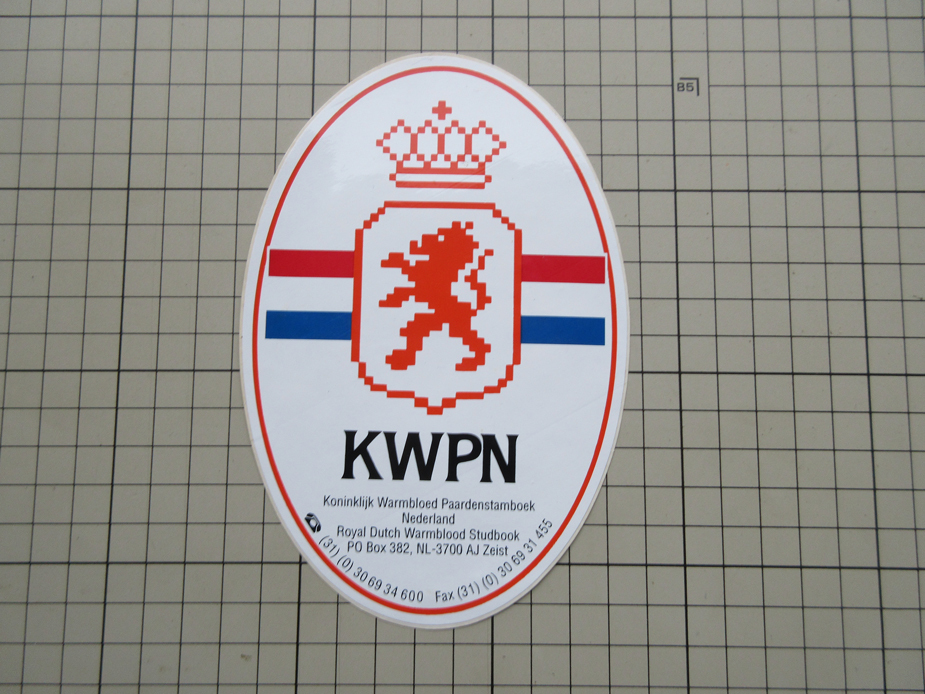 B5
KWPN
Koninklijk Warmbloed Paardenstamboek
Nederland
Royal Dutch Warmblood Studbook
PO Box 382, NL-3700 AJ Zeist
(31) (0) 30 69 34 600 Fax (31) (0) 30 69 31 455